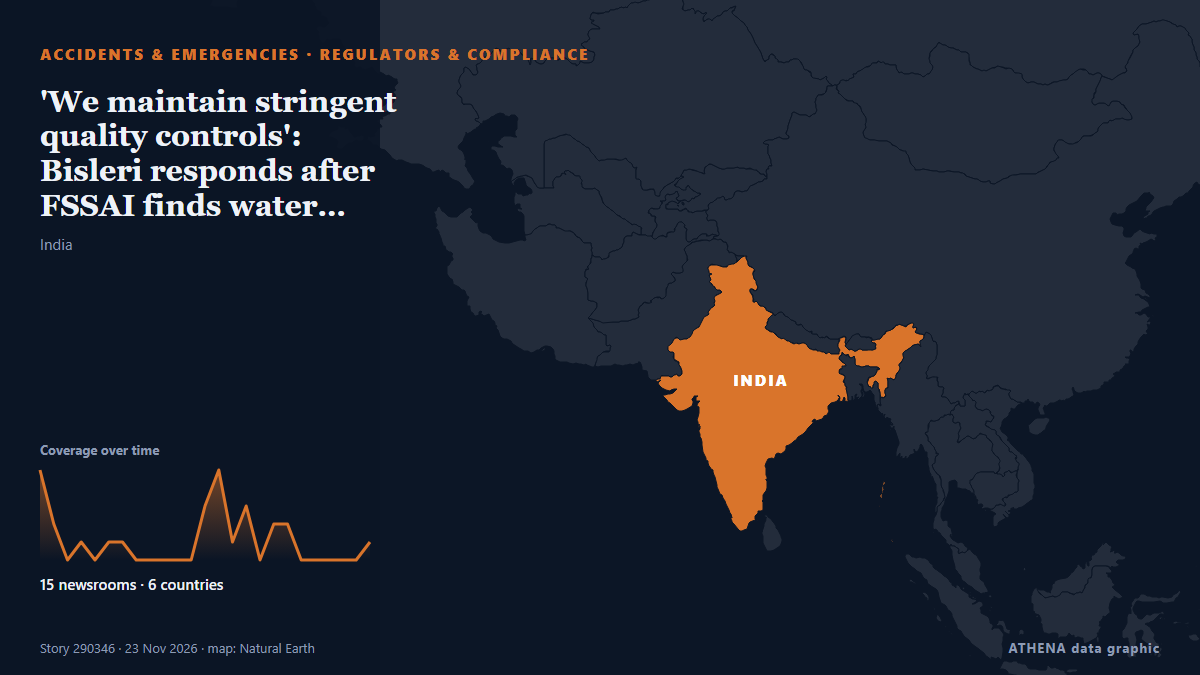 ACCIDENTS & EMERGENCIES · REGULATORS & COMPLIANCE
'We maintain stringent
quality controls':
Bisleri responds after
FSSAI finds water...
India
INDIA
Coverage over time
15 newsrooms · 6 countries
Story 290346 · 23 Nov 2026 · map: Natural Earth
ATHENA data graphic